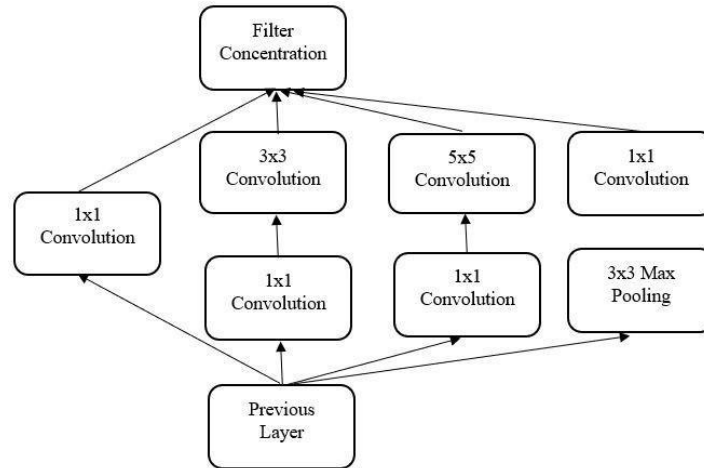 Filter
Concentration
3x3
Convolution
5x5
Convolution
1x1
Convolution
1x1
Convolution
1x1
Convolution
1x1
Convolution
3x3 Max
Pooling
Previous
Layer